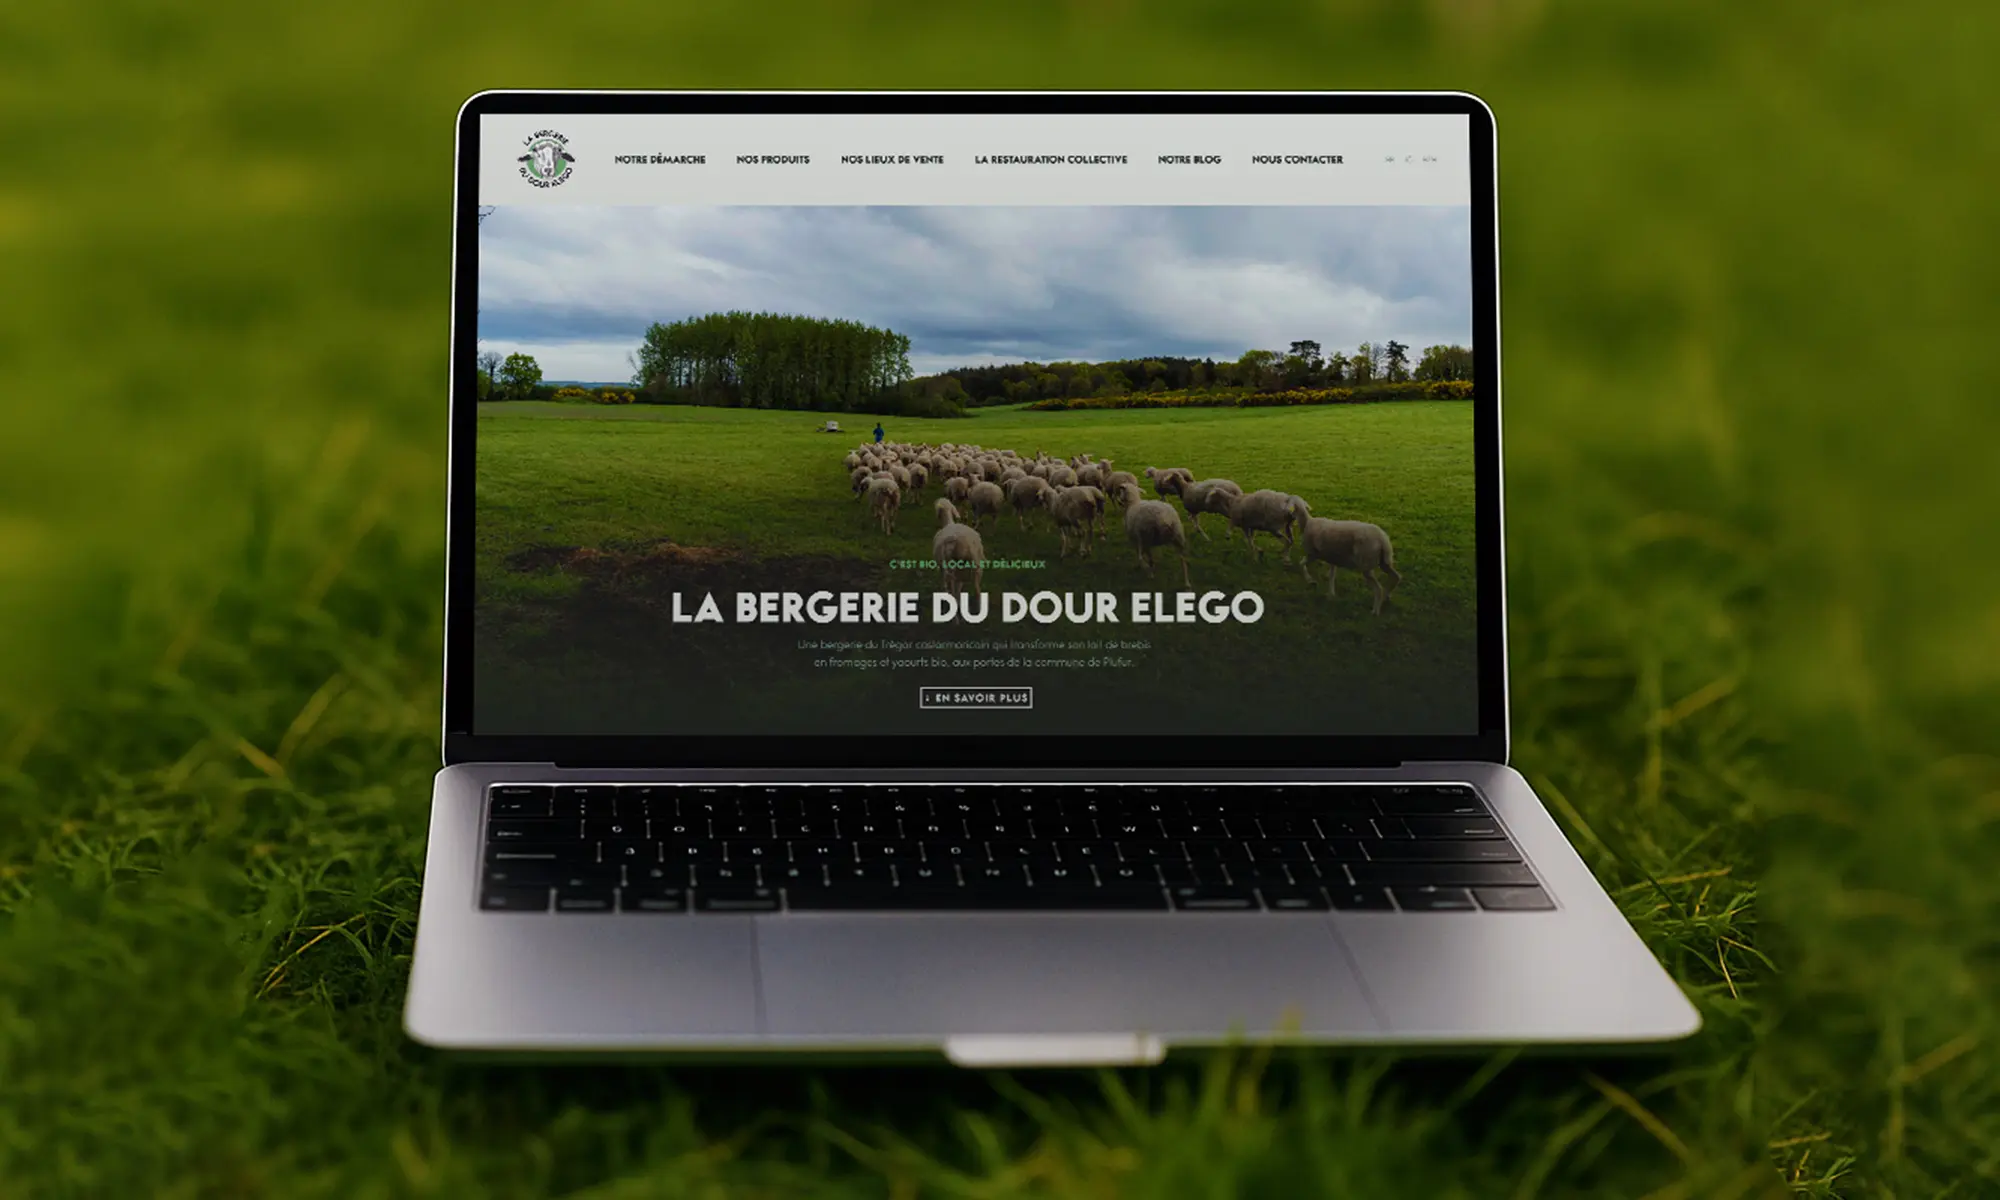 LA BERGERIE
DU DOUR ELEGO
NOTRE DÉMARCHE
NOS PRODUITS
NOS LIEUX DE VENTE
LA RESTAURATION COLLECTIVE
NOTRE BLOG
NOUS CONTACTER
C'EST BIO, LOCAL ET DÉLICIEUX
LA BERGERIE DU DOUR ELEGO
Une bergerie du Trégor costarmoricain qui transforme son lait de brebis
en fromages et yaourts bio, aux portes de la commune de Plufur.
↓ EN SAVOIR PLUS